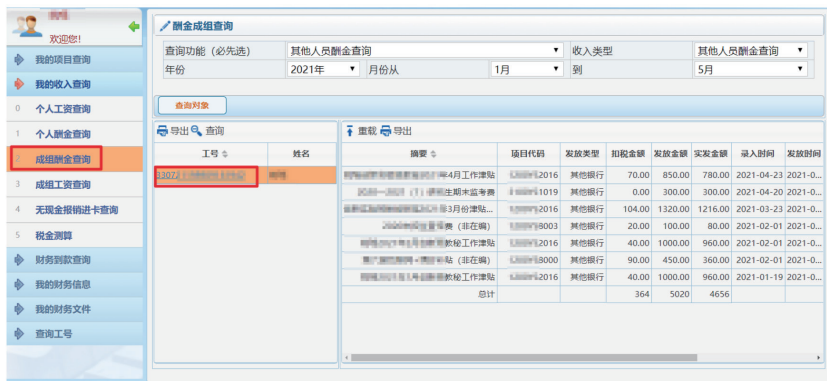 欢迎您!
我的项目查询
我的收入查询
0 个人工资查询
1 个人酬金查询
2 成组酬金查询
3 成组工资查询
4 无现金报销进卡查询
5 税金测算
财务到款查询
我的财务信息
我的财务文件
查询工号
酬金成组查询
查询功能（必先选） 其他人员酬金查询 收入类型 其他人员酬金查询
年份 2021年 月份从 1月 到 5月
查询对象
导出 查询
工号 姓名
13072
重载 导出
摘要 项目代码 发放类型 扣税金额 发放金额 实发金额 录入时间 发放时间
年4月工作津贴 2016 其他银行 70.00 850.00 780.00 2021-04-23 2021-0...
生期末监考费 1019 其他银行 0.00 300.00 300.00 2021-04-20 2021-0...
年3月份津贴... 2016 其他银行 104.00 1320.00 1216.00 2021-03-23 2021-0...
费（非在编） 8003 其他银行 20.00 100.00 80.00 2021-02-01 2021-0...
教秘工作津贴 2016 其他银行 40.00 1000.00 960.00 2021-02-01 2021-0...
贴（非在编） 8000 其他银行 90.00 450.00 360.00 2021-02-01 2021-0...
教秘工作津贴 2016 其他银行 40.00 1000.00 960.00 2021-01-19 2021-0...
总计 364 5020 4656